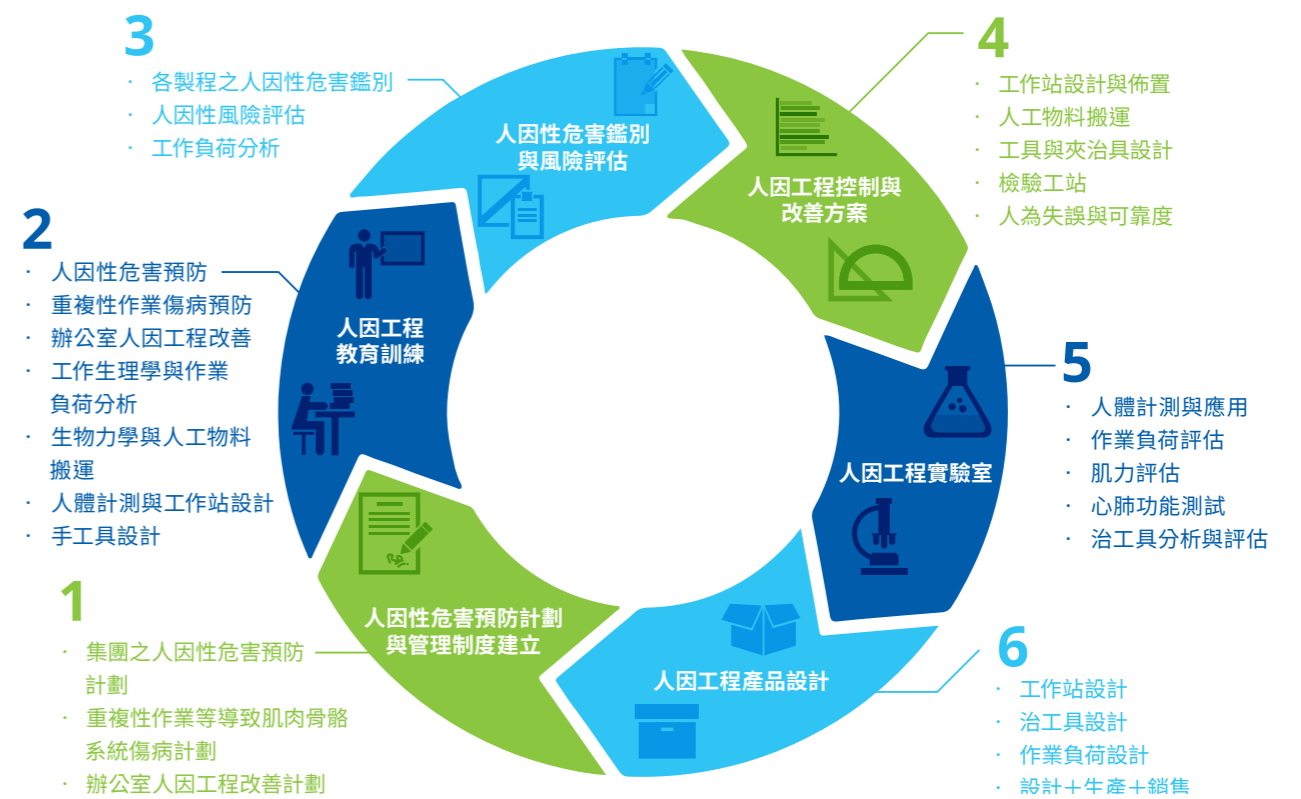 3
· 各製程之人因性危害鑑別
· 人因性風險評估
· 工作負荷分析
4
· 工作站設計與佈置
· 人工物料搬運
· 工具與夾治具設計
· 檢驗工站
· 人為失誤與可靠度
人因性危害鑑別
與風險評估
人因工程控制與
改善方案
2
· 人因性危害預防
· 重複性作業傷病預防
· 辦公室人因工程改善
· 工作生理學與作業
負荷分析
· 生物力學與人工物料
搬運
· 人體計測與工作站設計
· 手工具設計
人因工程
教育訓練
5
· 人體計測與應用
· 作業負荷評估
· 肌力評估
· 心肺功能測試
· 治工具分析與評估
人因工程實驗室
1
· 集團之人因性危害預防
計劃
· 重複性作業等導致肌肉骨骼
系統傷病計劃
· 辦公室人因工程改善計劃
人因性危害預防計劃
與管理制度建立
人因工程產品設計
6
· 工作站設計
· 治工具設計
· 作業負荷設計
· 設計＋生產＋銷售